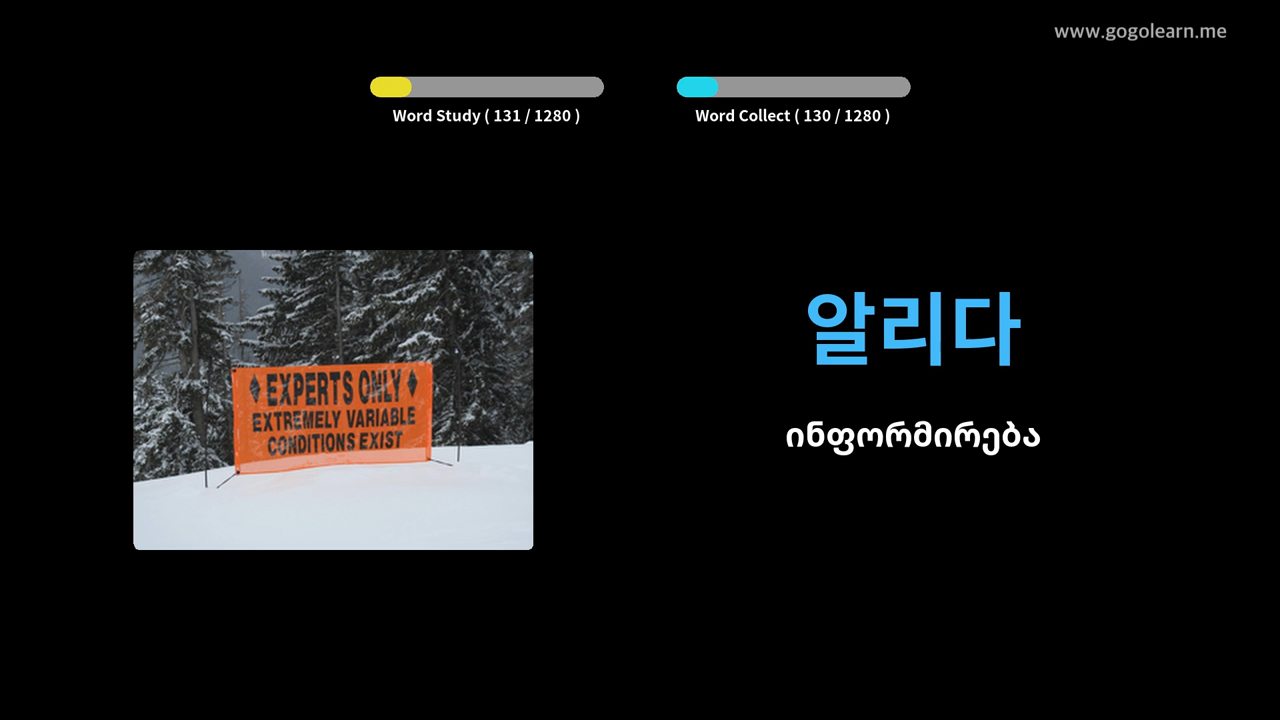 www.gogolearn.me
Word Study ( 131 / 1280 )
Word Collect ( 130 / 1280 )
EXPERTS ONLY
EXTREMELY VARIABLE
CONDITIONS EXIST
알리다
ინფორმირება